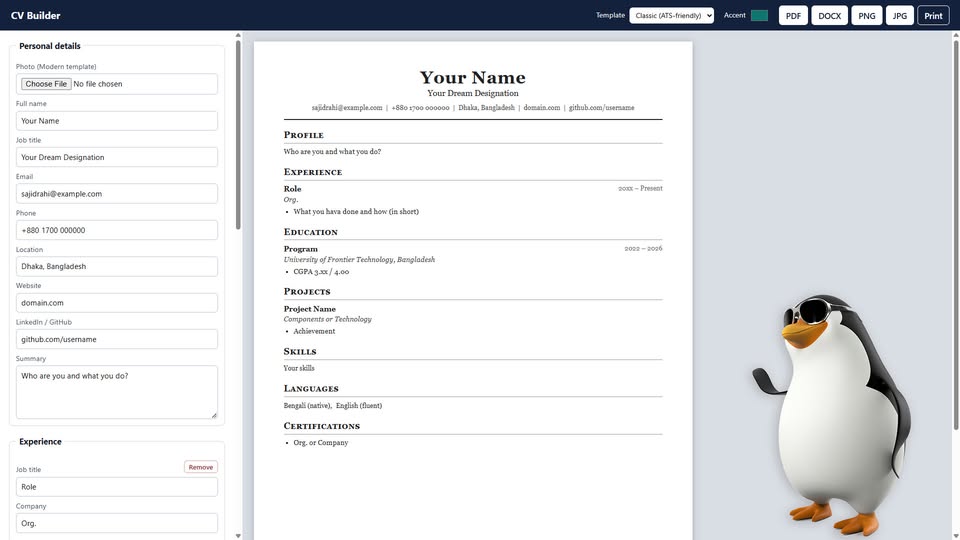 CV Builder
Template Classic (ATS-friendly) Accent PDF DOCX PNG JPG Print
Personal details
Photo (Modern template)
Choose File No file chosen
Full name
Your Name
Job title
Your Dream Designation
Email
sajidrahi@example.com
Phone
+880 1700 000000
Location
Dhaka, Bangladesh
Website
domain.com
LinkedIn / GitHub
github.com/username
Summary
Who are you and what you do?
Experience
Remove
Job title
Role
Company
Org.
Your Name
Your Dream Designation
sajidrahi@example.com | +880 1700 000000 | Dhaka, Bangladesh | domain.com | github.com/username
Profile
Who are you and what you do?
Experience
Role 20xx – Present
Org.
• What you hava done and how (in short)
Education
Program 2022 – 2026
University of Frontier Technology, Bangladesh
• CGPA 3.xx / 4.00
Projects
Project Name
Components or Technology
• Achievement
Skills
Your skills
Languages
Bengali (native), English (fluent)
Certifications
• Org. or Company